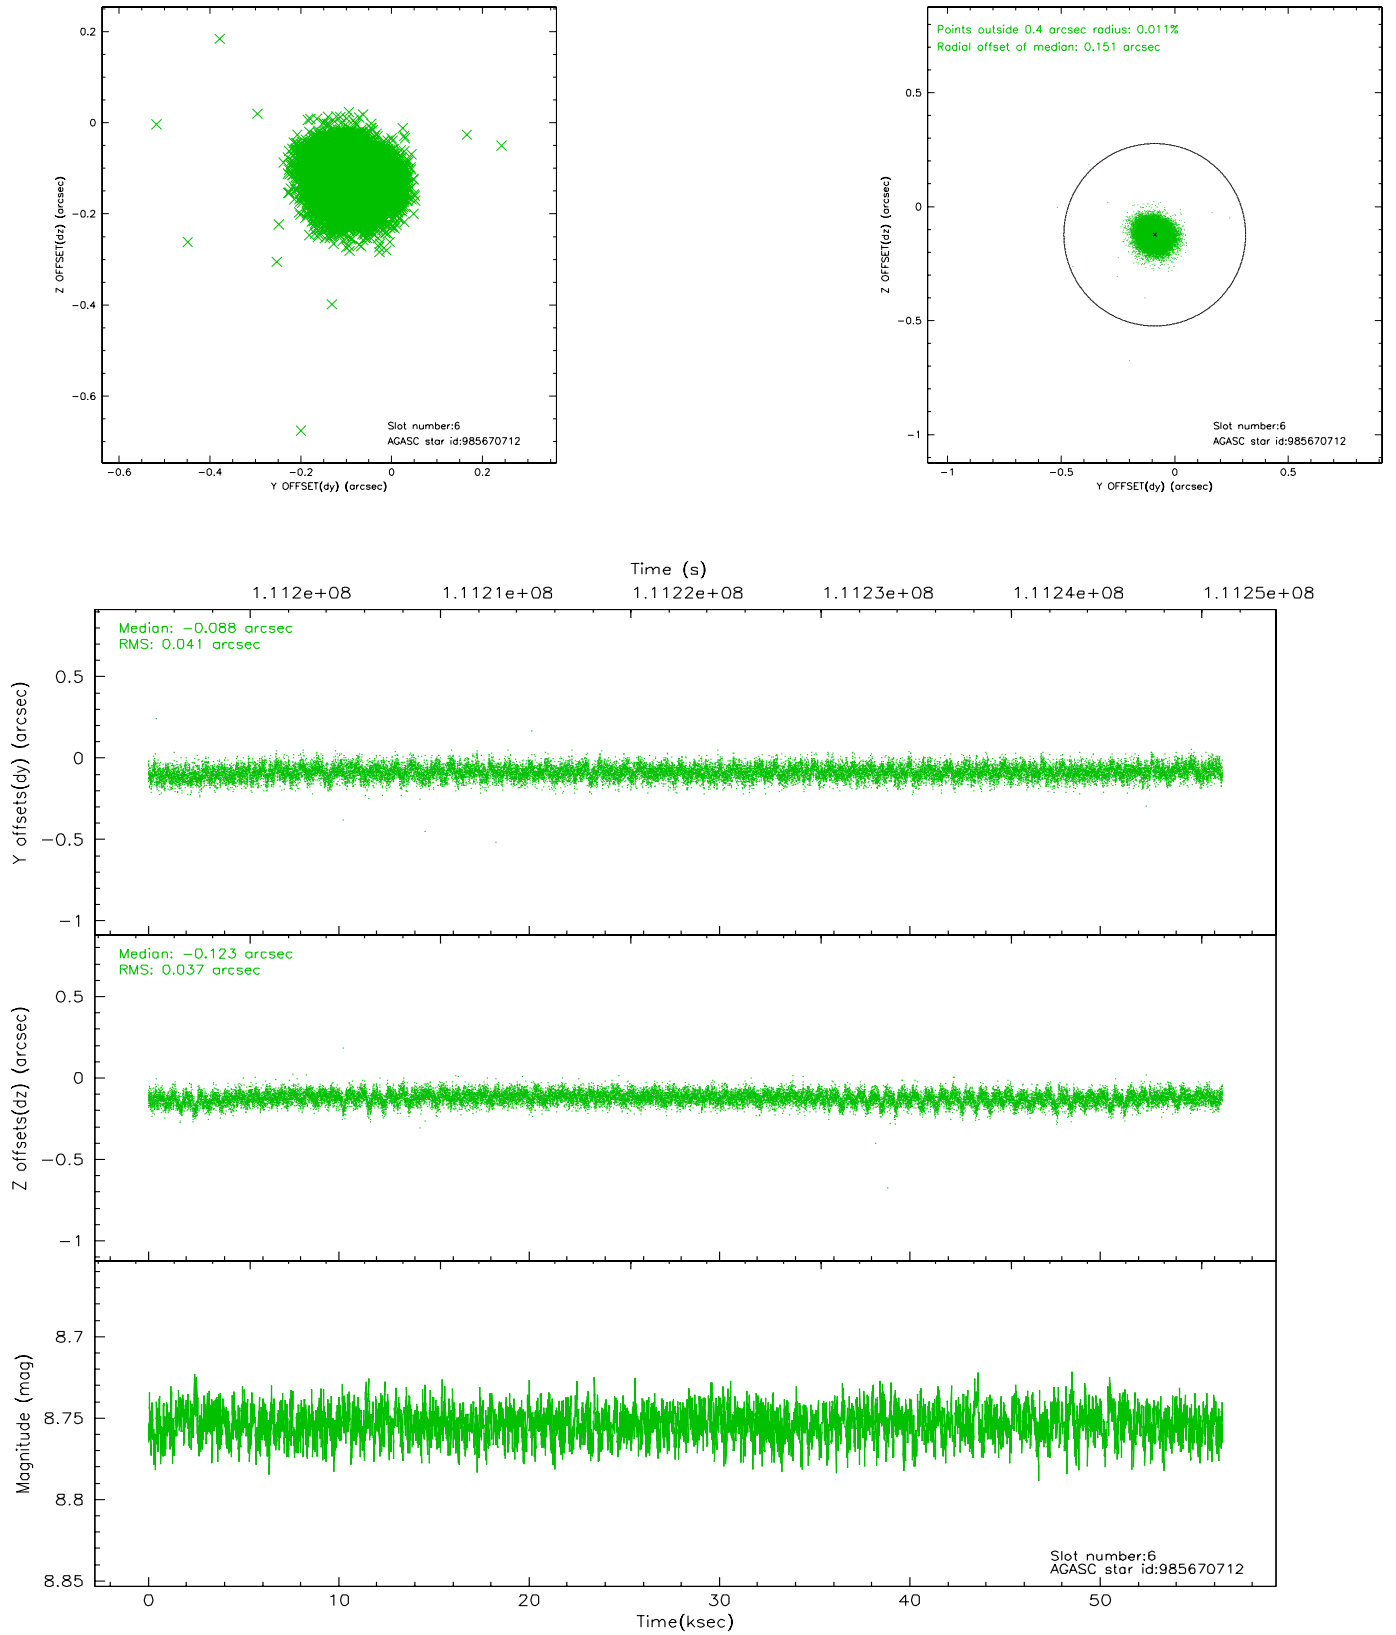 0.2
0
−0.2
−0.4
−0.6
Z OFFSET(dz) (arcsec)
Slot number:6
AGASC star id:985670712
−0.6
−0.4
−0.2
0
0.2
Y OFFSET(dy) (arcsec)
Points outside 0.4 arcsec radius: 0.011%
Radial offset of median: 0.151 arcsec
0.5
0
−0.5
−1
Z OFFSET(dz) (arcsec)
Slot number:6
AGASC star id:985670712
−1
−0.5
0
0.5
Y OFFSET(dy) (arcsec)
Time (s)
1.112e+08
1.1121e+08
1.1122e+08
1.1123e+08
1.1124e+08
1.1125e+08
Median: −0.088 arcsec
RMS: 0.041 arcsec
0.5
0
−0.5
−1
Y offsets(dy) (arcsec)
Median: −0.123 arcsec
RMS: 0.037 arcsec
0.5
0
−0.5
−1
Z offsets(dz) (arcsec)
8.7
8.75
8.8
8.85
Magnitude (mag)
Slot number:6
AGASC star id:985670712
0
10
20
30
40
50
Time(ksec)